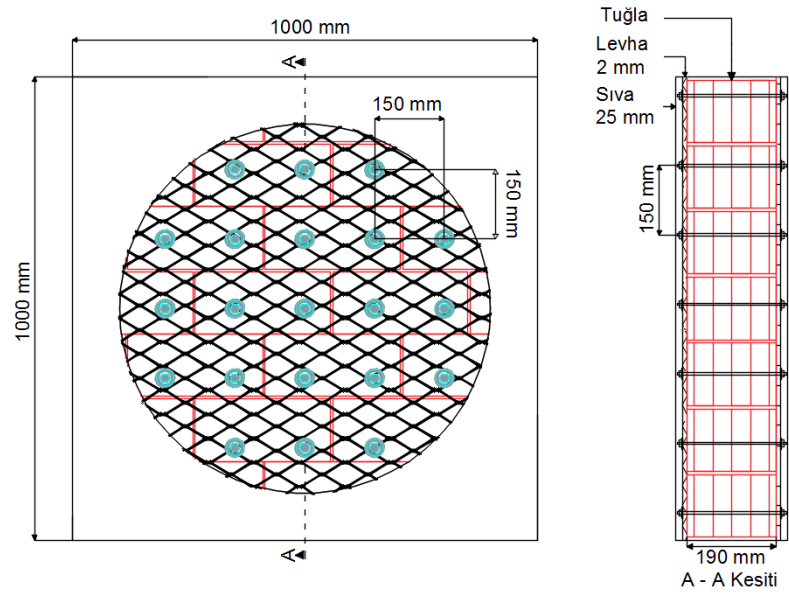 1000 mm
A
150 mm
150 mm
1000 mm
A
Tuğla
Levha
2 mm
Sıva
25 mm
150 mm
190 mm
A - A Kesiti